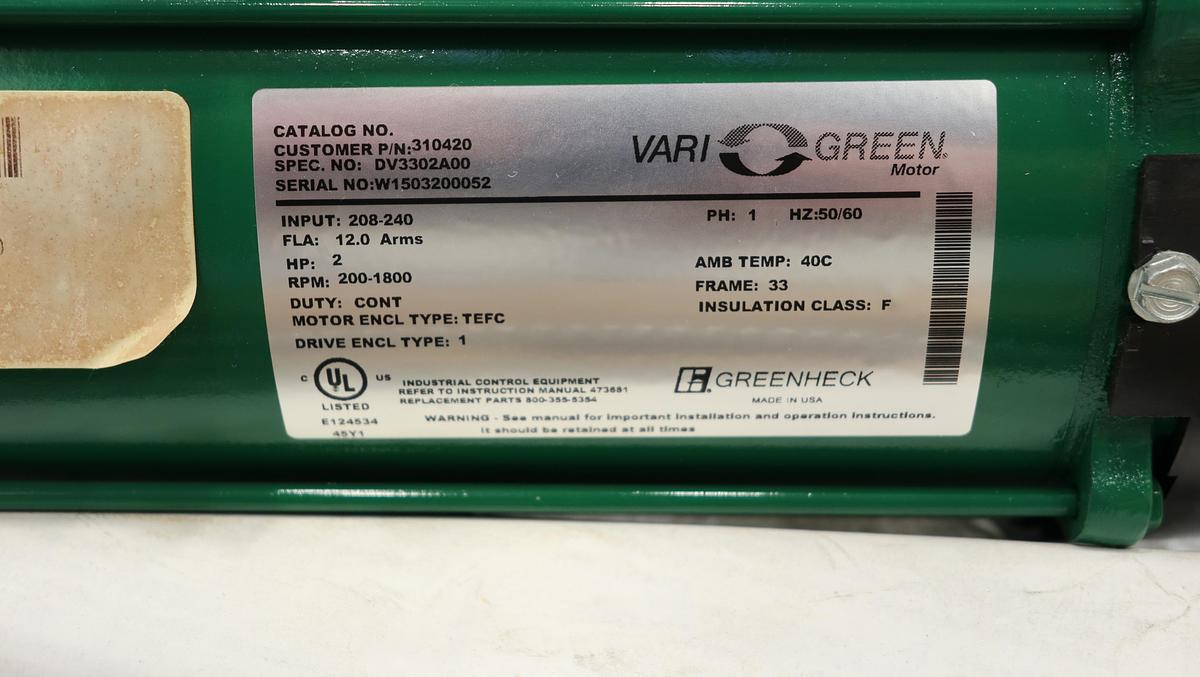 CATALOG NO.
CUSTOMER P/N:310420
SPEC. NO: DV3302A00
SERIAL NO:W1503200052
VARI GREEN
Motor
INPUT: 208-240
PH: 1 HZ:50/60
FLA: 12.0 Arms
HP: 2
AMB TEMP: 40C
RPM: 200-1800
FRAME: 33
DUTY: CONT
INSULATION CLASS: F
MOTOR ENCL TYPE: TEFC
DRIVE ENCL TYPE: 1
C UL US
LISTED
E124534
45Y1
INDUSTRIAL CONTROL EQUIPMENT
REFER TO INSTRUCTION MANUAL 473681
REPLACEMENT PARTS 800-355-5354
GREENHECK
MADE IN USA
WARNING - See manual for important installation and operation instructions.
It should be retained at all times